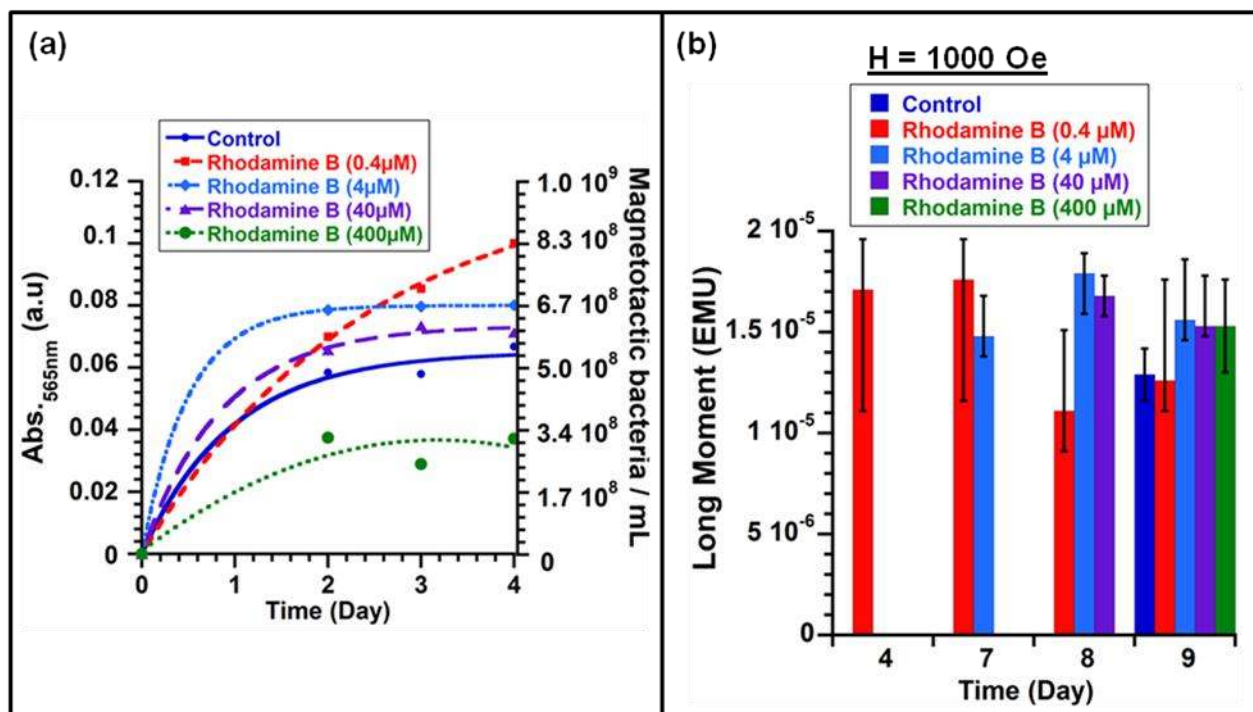 (a)
Control
Rhodamine B (0.4µM)
Rhodamine B (4µM)
Rhodamine B (40µM)
Rhodamine B (400µM)
0.12
0.1
0.08
0.06
0.04
0.02
0
Abs.565nm (a.u)
1.0 10^9
8.3 10^8
6.7 10^8
5.0 10^8
3.4 10^8
1.7 10^8
0
Magnetotactic bacteria / mL
0 1 2 3 4
Time (Day)
(b)
H = 1000 Oe
Control
Rhodamine B (0.4 µM)
Rhodamine B (4 µM)
Rhodamine B (40 µM)
Rhodamine B (400 µM)
2 10^-5
1.5 10^-5
1 10^-5
5 10^-6
0
Long Moment (EMU)
4 7 8 9
Time (Day)